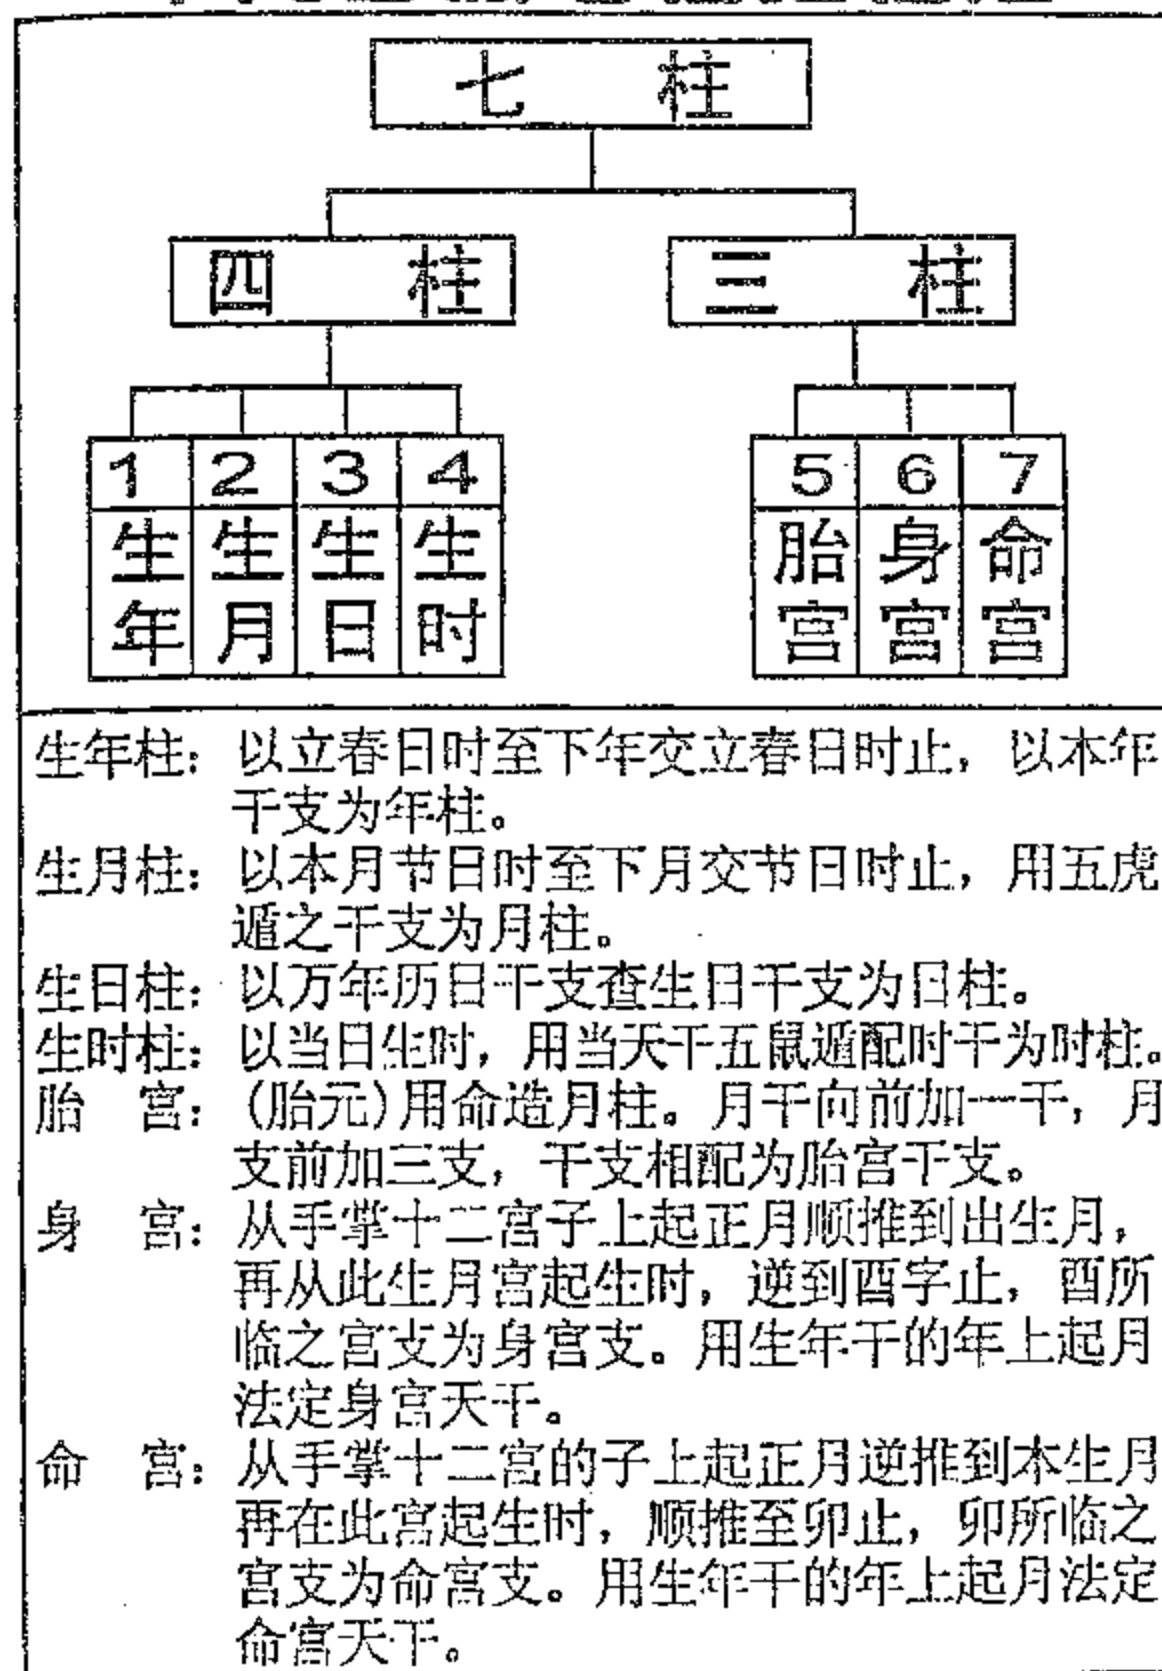 七 柱
四 柱 三 柱
1 2 3 4 5 6 7
生年 生月 生日 生时 胎宫 身宫 命宫
生年柱：以立春日时至下年交立春日时止，以本年
干支为年柱。
生月柱：以本月节日时至下月交节日时止，用五虎
遁之干支为月柱。
生日柱：以万年历日干支查生日干支为日柱。
生时柱：以当日生时，用当天干五鼠遁配时干为时柱。
胎 宫：(胎元)用命造月柱。月干向前加一干，月
支前加三支，干支相配为胎宫干支。
身 宫：从手掌十二宫子上起正月顺推到出生月，
再从此生月宫起生时，逆到酉字止，酉所
临之宫支为身宫支。用生年干的年上起月
法定身宫天干。
命 宫：从手掌十二宫的子上起正月逆推到本生月
再在此宫起生时，顺推至卯止，卯所临之
宫支为命宫支。用生年干的年上起月法定
命宫天干。